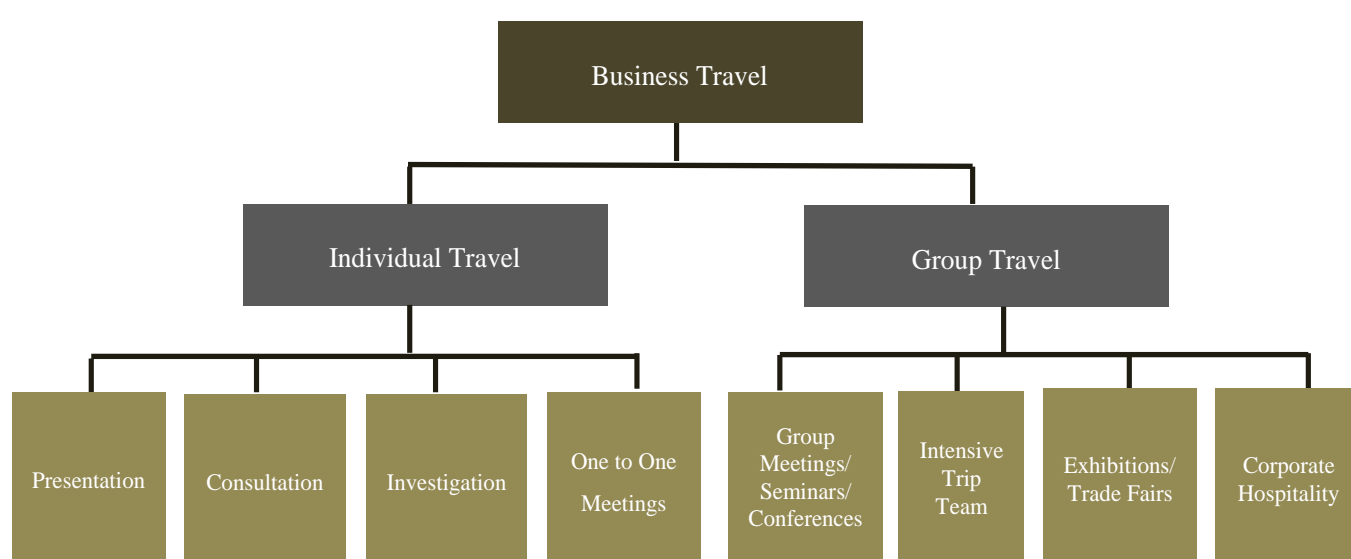 Business Travel
Individual Travel
Group Travel
Presentation
Consultation
Investigation
One to One
Meetings
Group
Meetings/
Seminars/
Conferences
Intensive
Trip
Team
Exhibitions/
Trade Fairs
Corporate
Hospitality